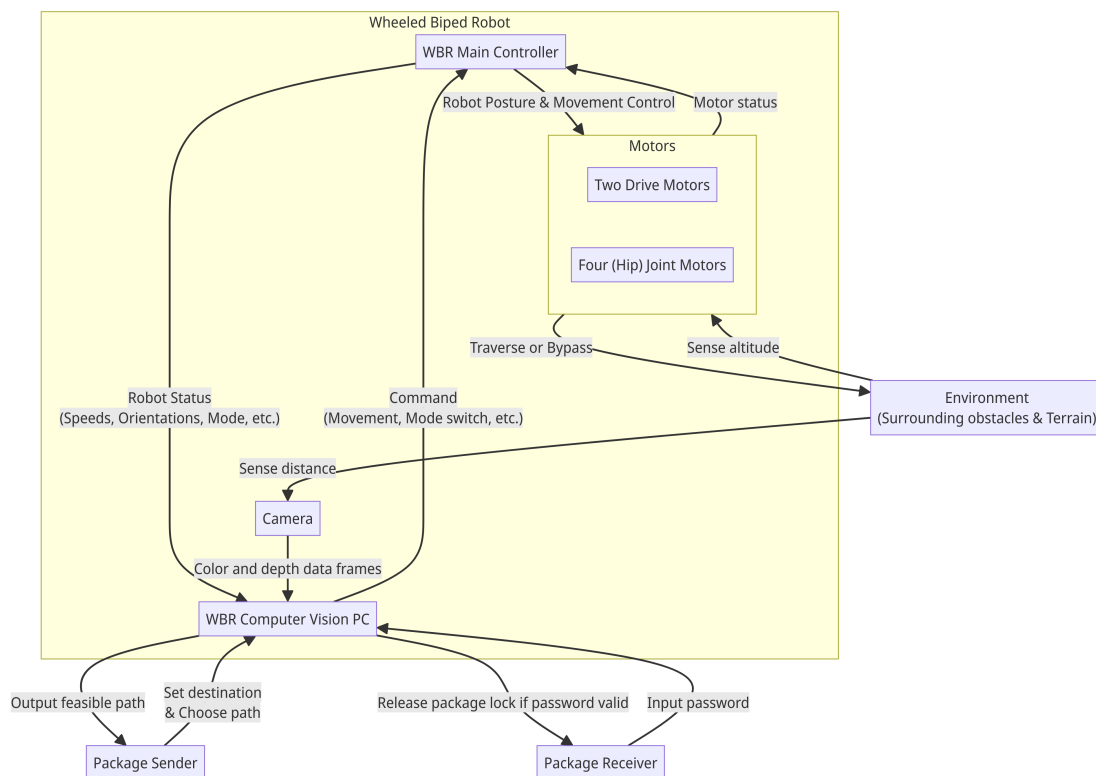 Wheeled Biped Robot
WBR Main Controller
Robot Posture & Movement Control
Motor status
Motors
Two Drive Motors
Four (Hip) Joint Motors
Traverse or Bypass
Sense altitude
Robot Status
(Speeds, Orientations, Mode, etc.)
Command
(Movement, Mode switch, etc.)
Environment
(Surrounding obstacles & Terrain)
Sense distance
Camera
Color and depth data frames
WBR Computer Vision PC
Output feasible path
Set destination
& Choose path
Release package lock if password valid
Input password
Package Sender
Package Receiver